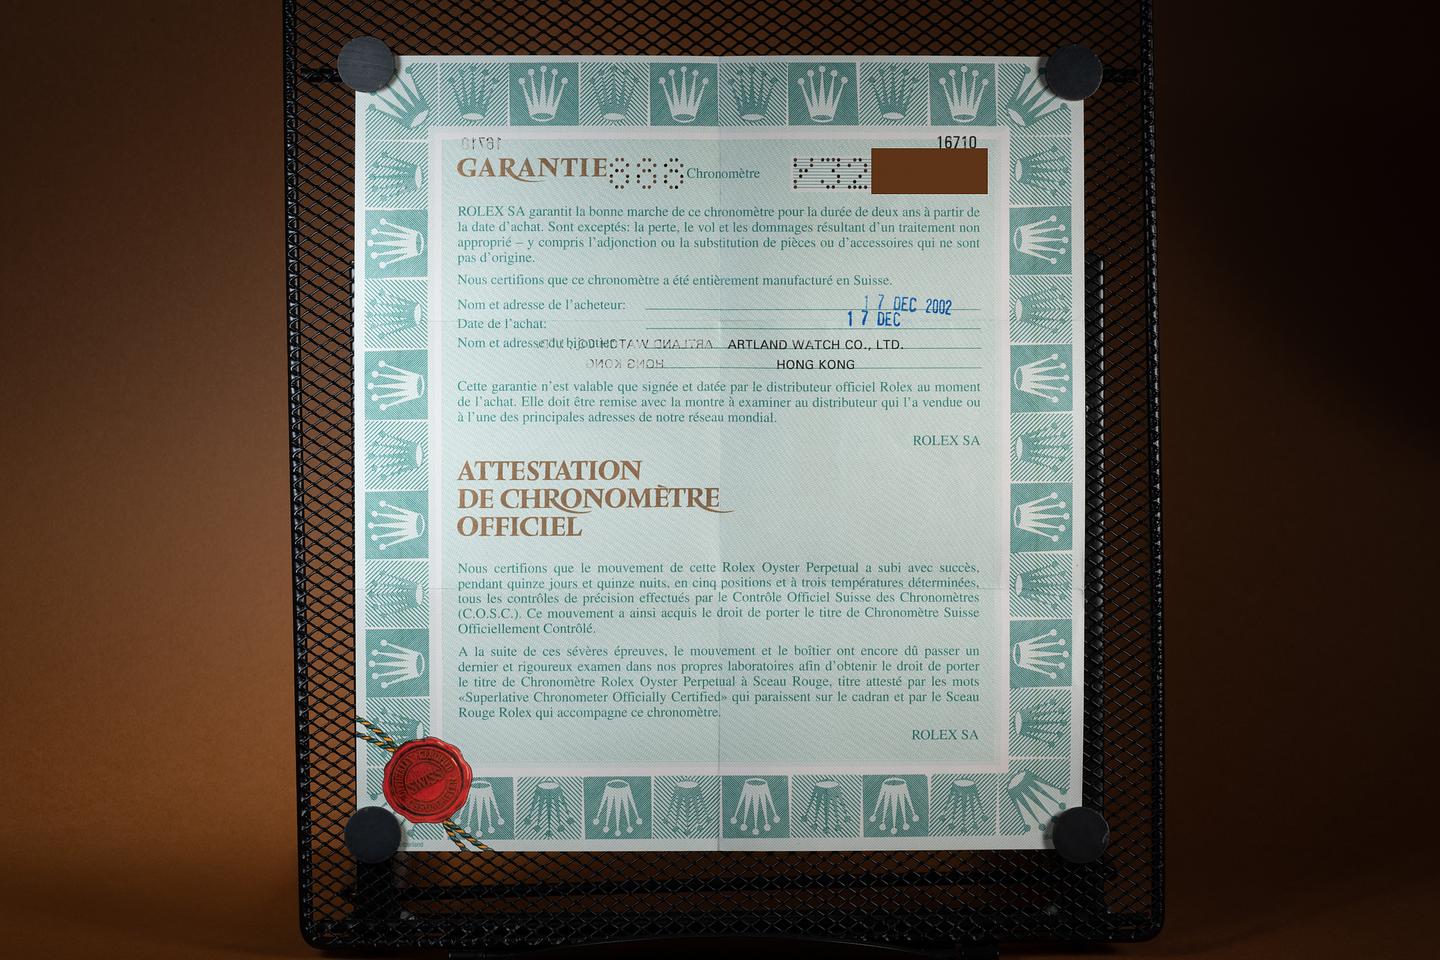 16710 16710
GARANTIE 888 Chronomètre Y32
ROLEX SA garantit la bonne marche de ce chronomètre pour la durée de deux ans à partir de
la date d'achat. Sont exceptés: la perte, le vol et les dommages résultant d'un traitement non
approprié – y compris l'adjonction ou la substitution de pièces ou d'accessoires qui ne sont
pas d'origine.
Nous certifions que ce chronomètre a été entièrement manufacturé en Suisse.
Nom et adresse de l'acheteur: 17 DEC 2002
Date de l'achat: 17 DEC
Nom et adresse du bijoutier: ARTLAND WATCH CO., LTD.
HONG KONG HONG KONG
Cette garantie n'est valable que signée et datée par le distributeur officiel Rolex au moment
de l'achat. Elle doit être remise avec la montre à examiner au distributeur qui l'a vendue ou
à l'une des principales adresses de notre réseau mondial.
ROLEX SA
ATTESTATION
DE CHRONOMÈTRE
OFFICIEL
Nous certifions que le mouvement de cette Rolex Oyster Perpetual a subi avec succès,
pendant quinze jours et quinze nuits, en cinq positions et à trois températures déterminées,
tous les contrôles de précision effectués par le Contrôle Officiel Suisse des Chronomètres
(C.O.S.C.). Ce mouvement a ainsi acquis le droit de porter le titre de Chronomètre Suisse
Officiellement Contrôlé.
A la suite de ces sévères épreuves, le mouvement et le boîtier ont encore dû passer un
dernier et rigoureux examen dans nos propres laboratoires afin d'obtenir le droit de porter
le titre de Chronomètre Rolex Oyster Perpetual à Sceau Rouge, titre attesté par les mots
«Superlative Chronometer Officially Certified» qui paraissent sur le cadran et par le Sceau
Rouge Rolex qui accompagne ce chronomètre.
ROLEX SA
SWISS